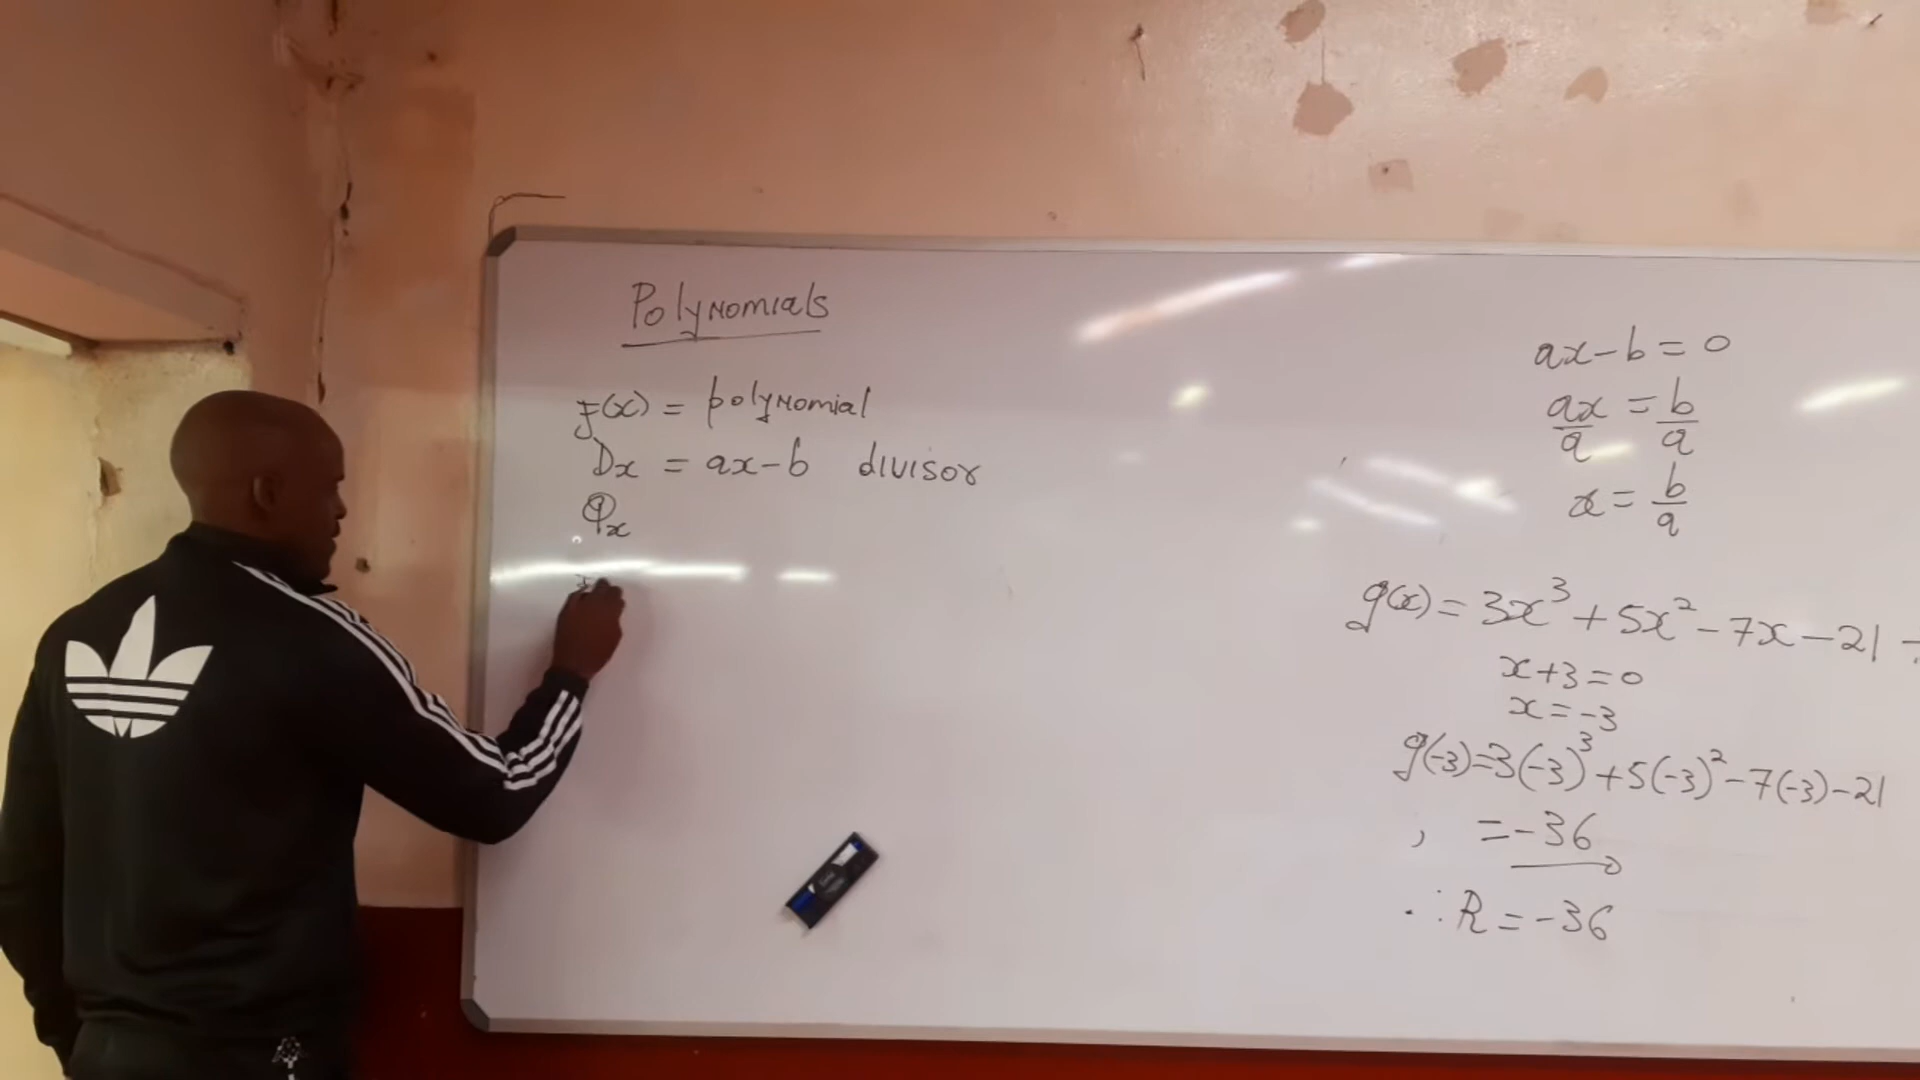 Polynomials
f(x) = polynomial
Dx = ax-b divisor
Qx
ax-b=0
ax/a = b/a
x = b/a
g(x) = 3x³ + 5x² - 7x - 21
x+3=0
x=-3
g(-3)=3(-3)³+5(-3)²-7(-3)-21
=-36
∴ R = -36